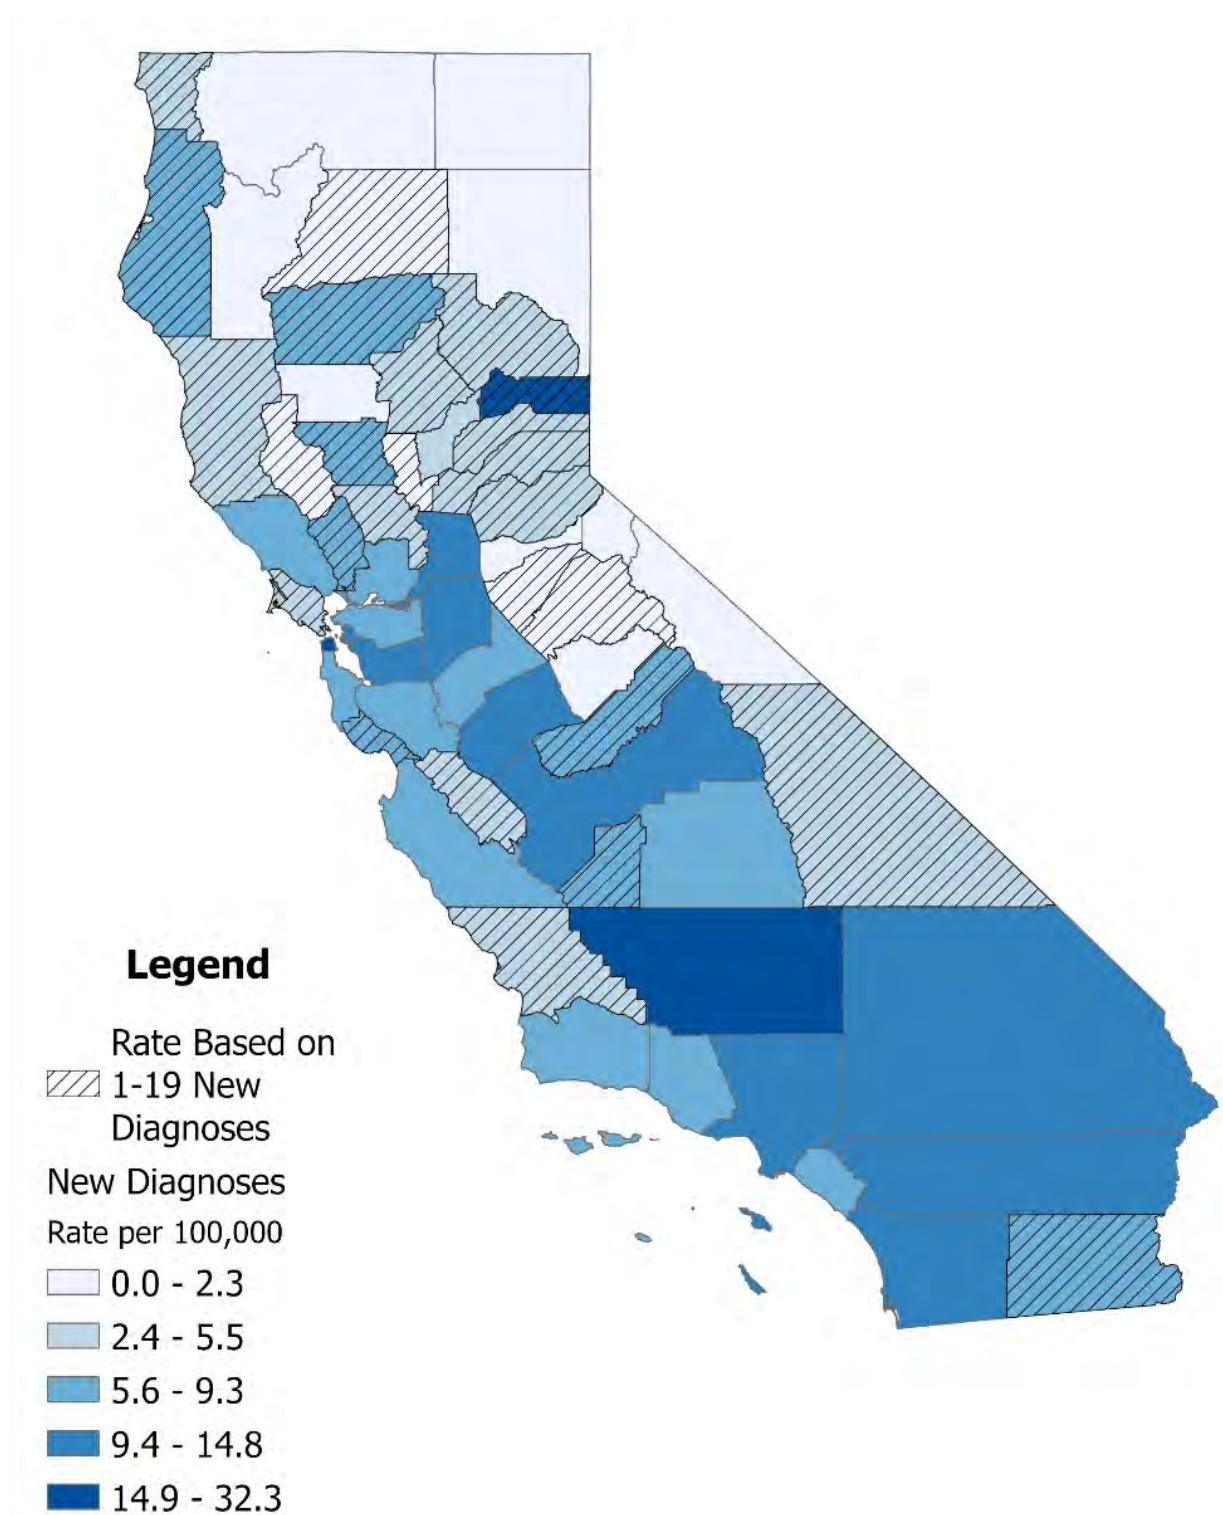 Legend
Rate Based on
1-19 New
Diagnoses
New Diagnoses
Rate per 100,000
0.0 - 2.3
2.4 - 5.5
5.6 - 9.3
9.4 - 14.8
14.9 - 32.3